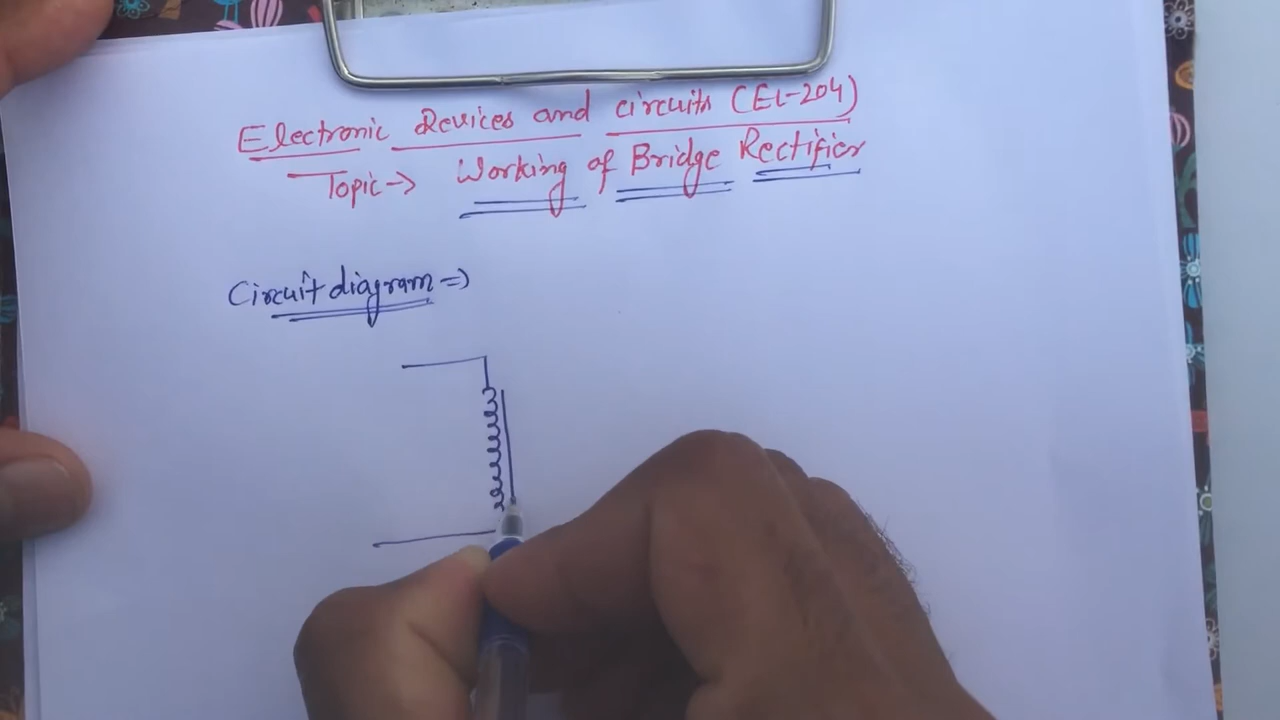 Electronic devices and circuits (EL-204)
Topic-> Working of Bridge Rectifier
Circuit diagram =>